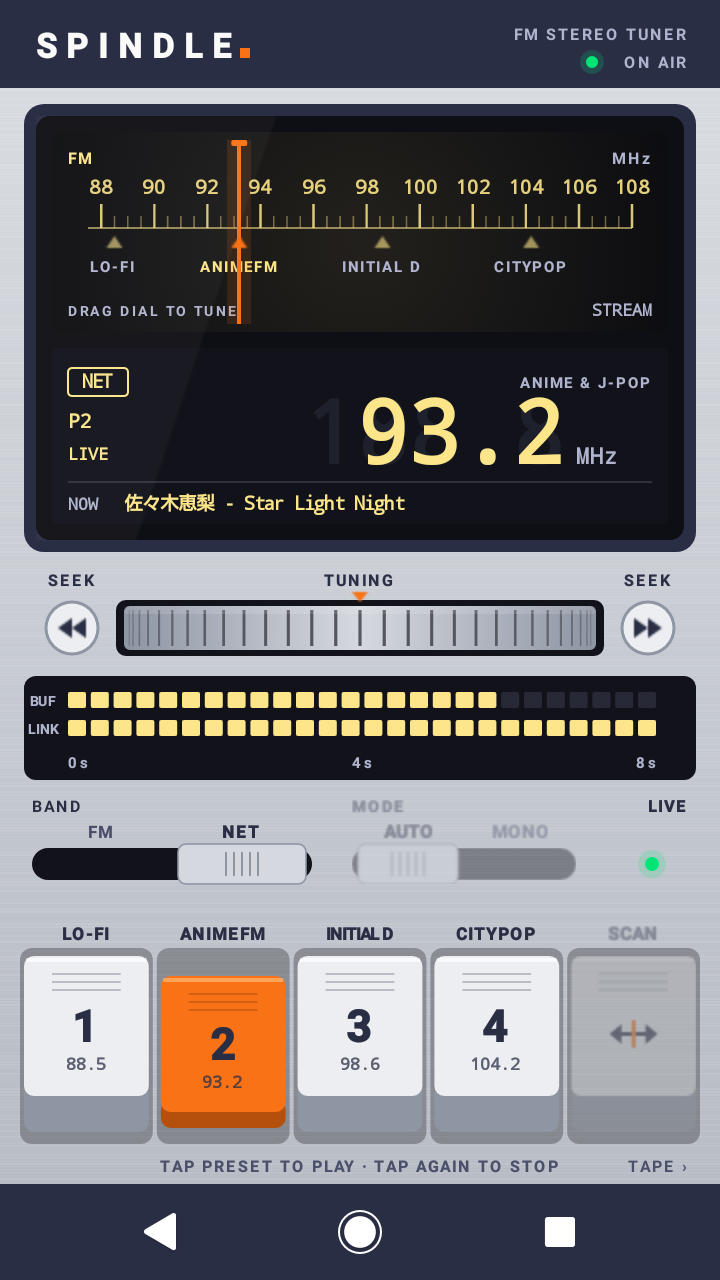 SPINDLE.
FM STEREO TUNER
ON AIR
FM MHz
88 90 92 94 96 98 100 102 104 106 108
LO-FI ANIMEFM INITIAL D CITYPOP
DRAG DIAL TO TUNE STREAM
NET ANIME & J-POP
P2
LIVE
93.2 MHz
NOW 佐々木恵梨 - Star Light Night
SEEK TUNING SEEK
BUF
LINK
0s 4s 8s
BAND MODE LIVE
FM NET AUTO MONO
LO-FI ANIMEFM INITIAL D CITYPOP SCAN
1 2 3 4
88.5 93.2 98.6 104.2
TAP PRESET TO PLAY · TAP AGAIN TO STOP TAPE ›